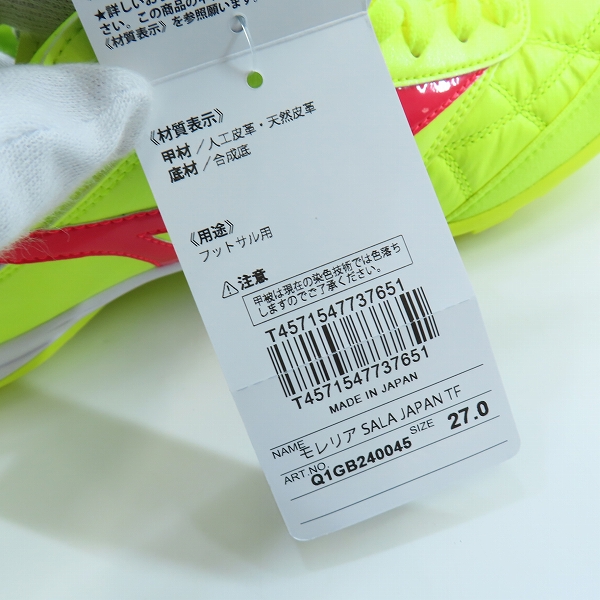 ★詳しいお
さい。この商品の
《材質表示》を参照願います。
《材質表示》
甲材/人工皮革・天然皮革
底材/合成底
《用途》
フットサル用
⚠注意
甲被は現在の染色技術では色落ち
しますのでご了承ください。
T4571547737651
T4571547737651
MADE IN JAPAN
NAME モレリア SALA JAPAN TF
ART NO. Q1GB240045 SIZE 27.0